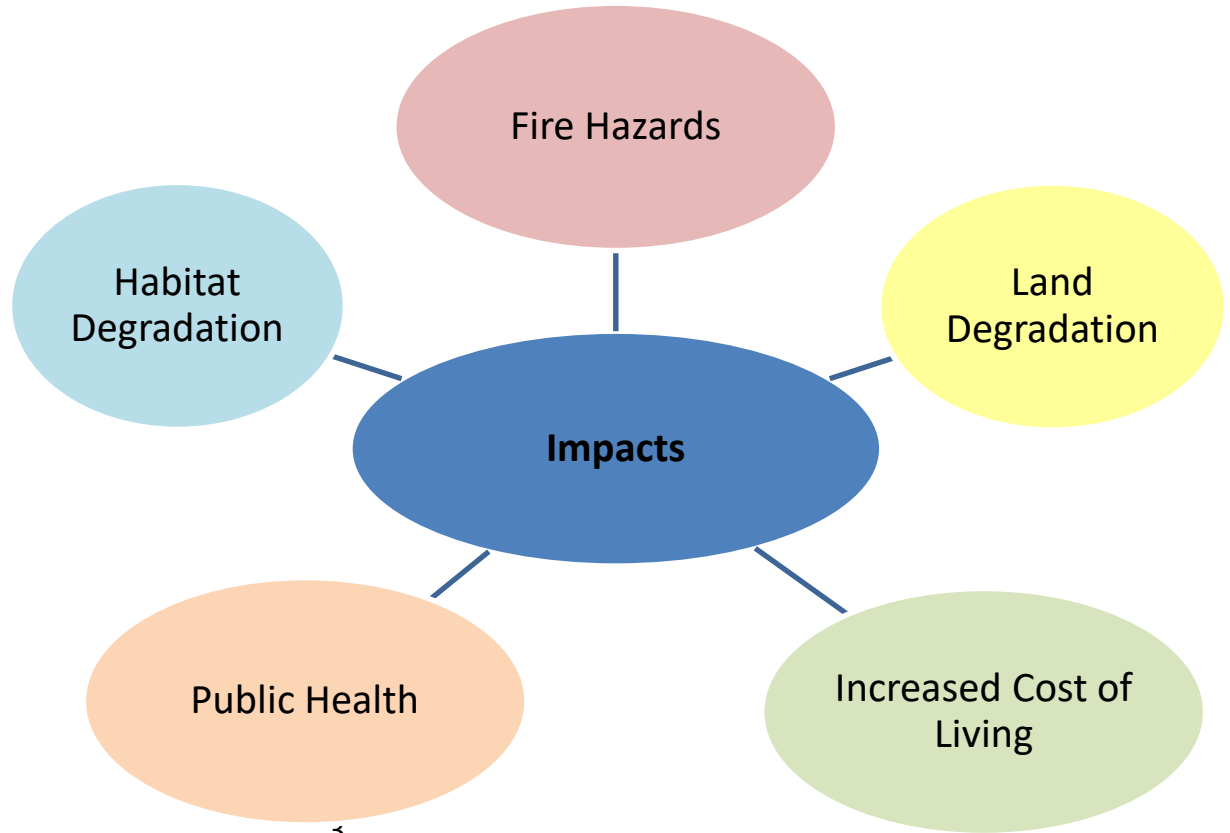 Fire Hazards
Habitat
Degradation
Land
Degradation
Impacts
Public Health
Increased Cost of
Living